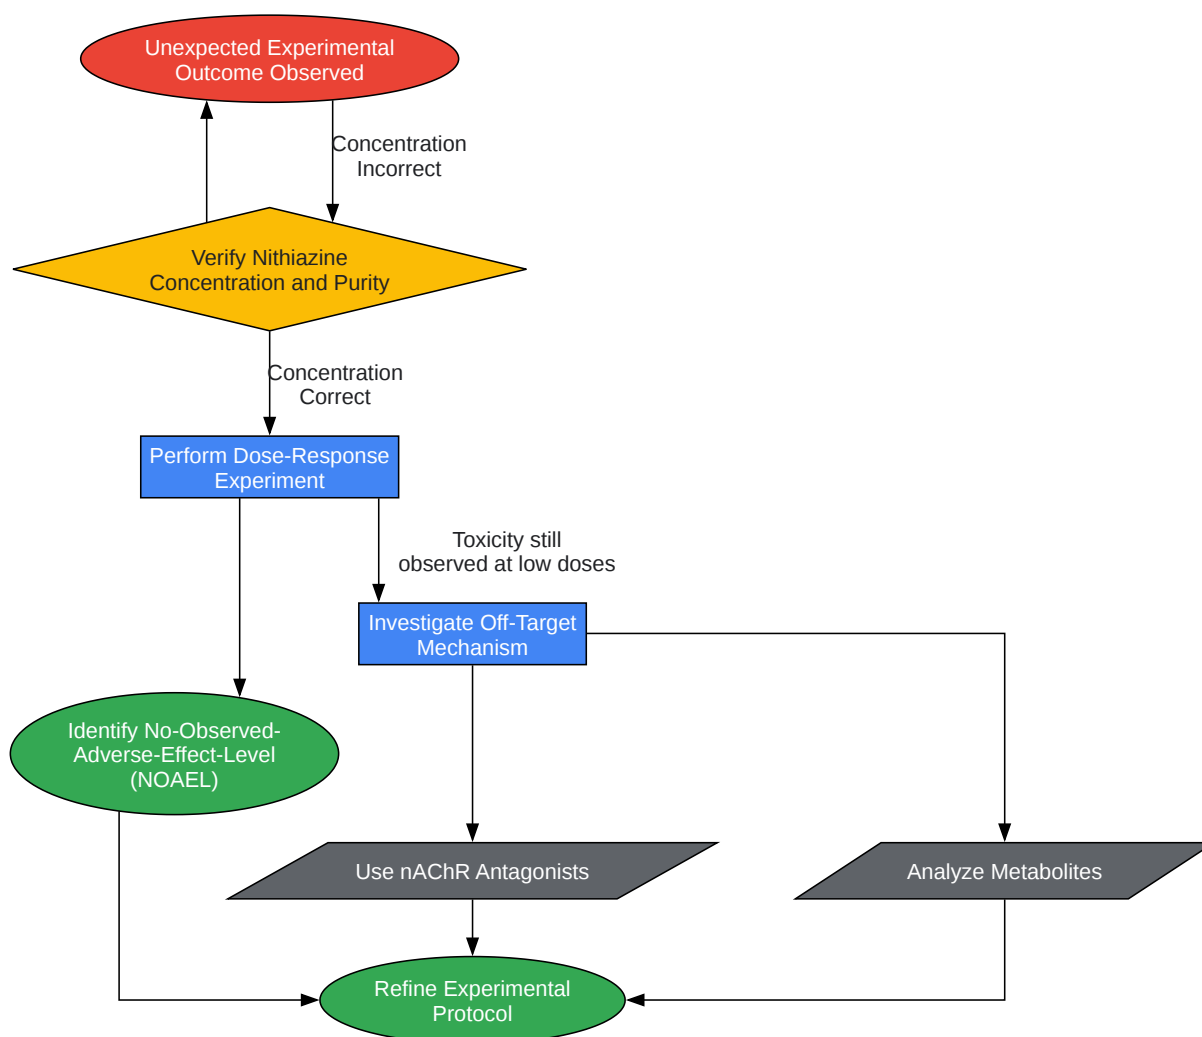 Unexpected Experimental
Outcome Observed
Concentration
Incorrect
Verify Nithiazine
Concentration and Purity
Concentration
Correct
Perform Dose-Response
Experiment
Toxicity still
observed at low doses
Investigate Off-Target
Mechanism
Identify No-Observed-
Adverse-Effect-Level
(NOAEL)
Use nAChR Antagonists
Analyze Metabolites
Refine Experimental
Protocol